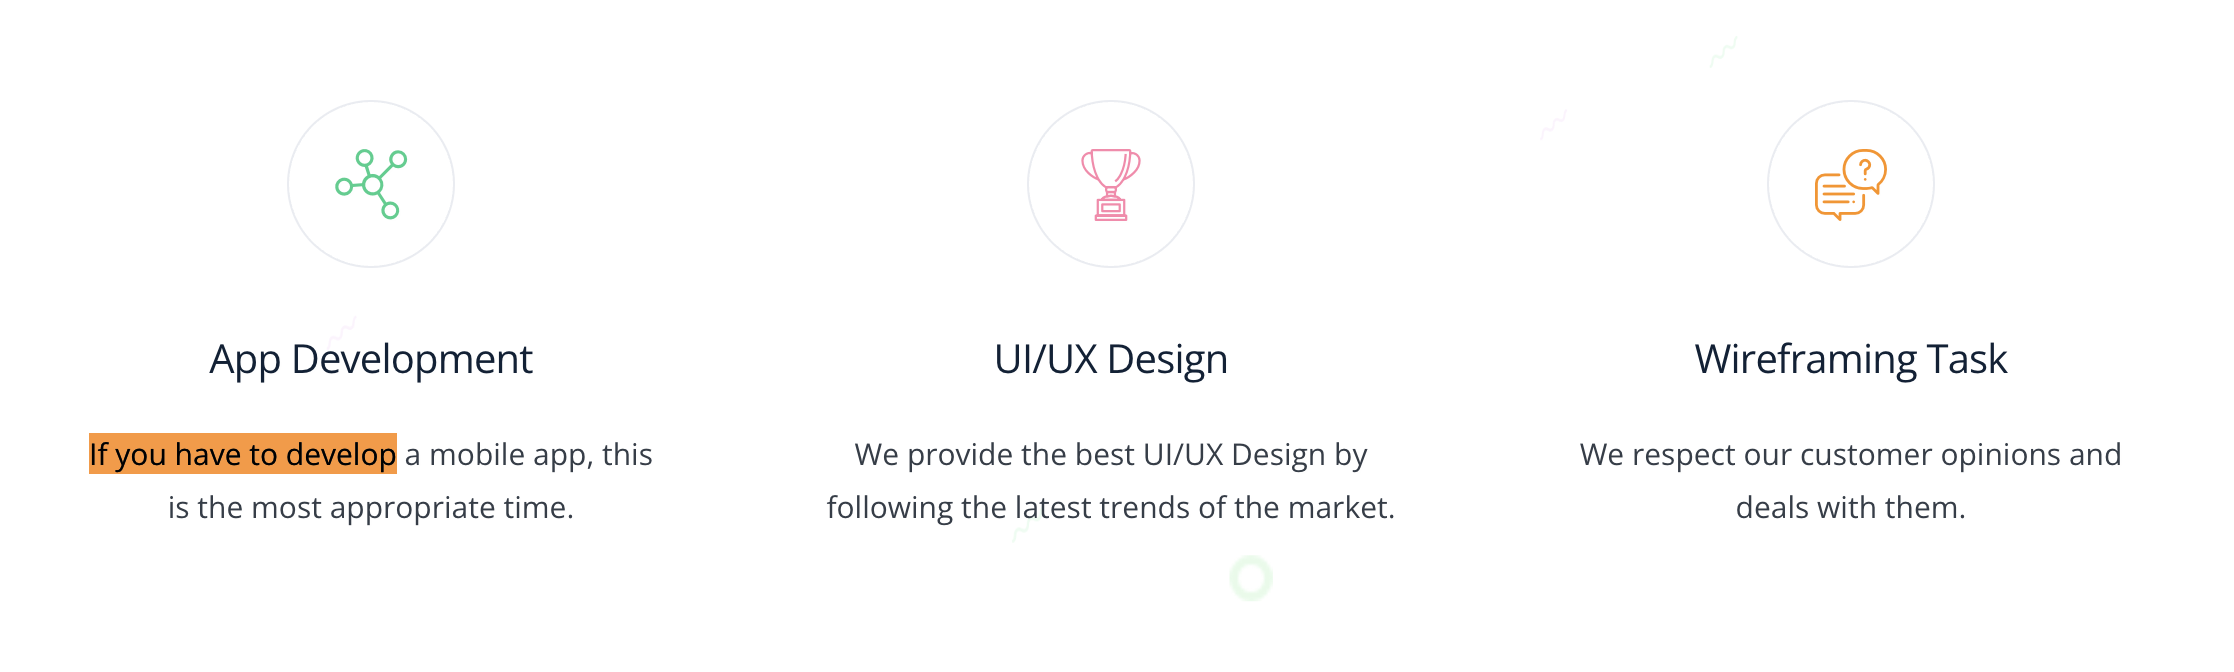 App Development
If you have to develop a mobile app, this
is the most appropriate time.
UI/UX Design
We provide the best UI/UX Design by
following the latest trends of the market.
?
Wireframing Task
We respect our customer opinions and
deals with them.